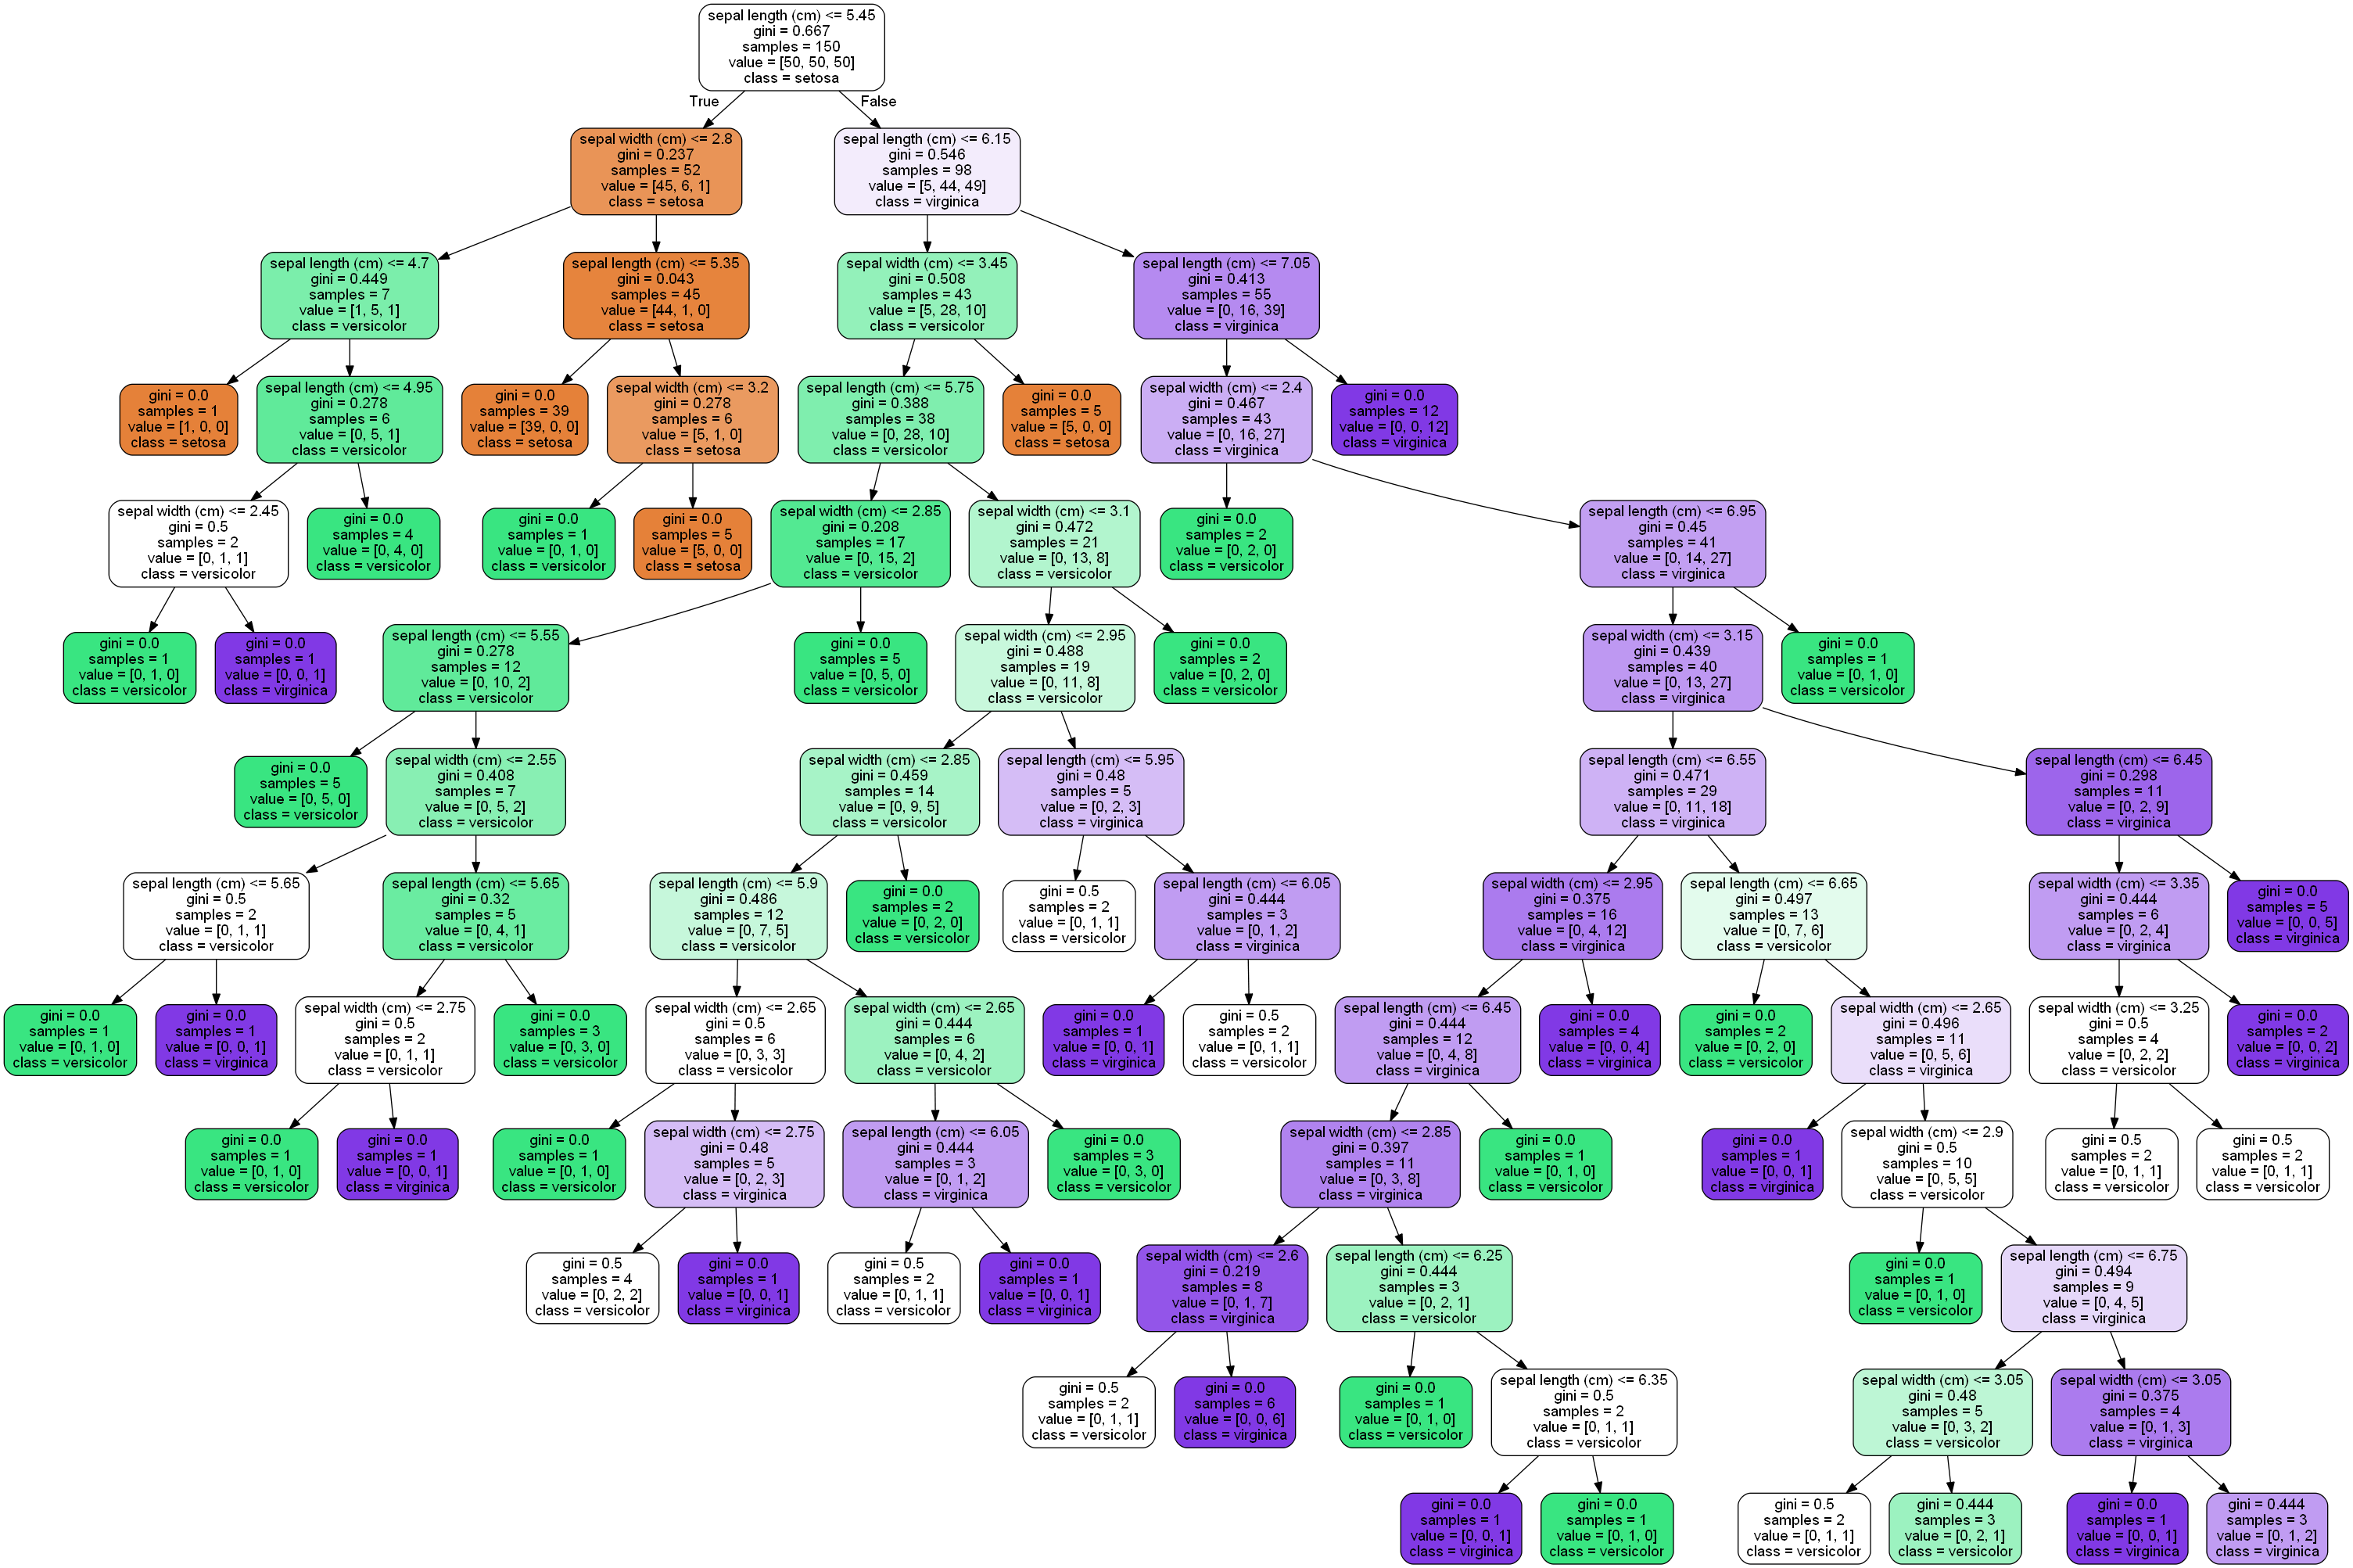 sepal length (cm) <= 5.45
gini = 0.667
samples = 150
value = [50, 50, 50]
class = setosa
True
False
sepal width (cm) <= 2.8
gini = 0.237
samples = 52
value = [45, 6, 1]
class = setosa
sepal length (cm) <= 6.15
gini = 0.546
samples = 98
value = [5, 44, 49]
class = virginica
sepal length (cm) <= 4.7
gini = 0.449
samples = 7
value = [1, 5, 1]
class = versicolor
sepal length (cm) <= 5.35
gini = 0.043
samples = 45
value = [44, 1, 0]
class = setosa
sepal width (cm) <= 3.45
gini = 0.508
samples = 43
value = [5, 28, 10]
class = versicolor
sepal length (cm) <= 7.05
gini = 0.413
samples = 55
value = [0, 16, 39]
class = virginica
gini = 0.0
samples = 1
value = [1, 0, 0]
class = setosa
sepal length (cm) <= 4.95
gini = 0.278
samples = 6
value = [0, 5, 1]
class = versicolor
gini = 0.0
samples = 39
value = [39, 0, 0]
class = setosa
sepal width (cm) <= 3.2
gini = 0.278
samples = 6
value = [5, 1, 0]
class = setosa
sepal length (cm) <= 5.75
gini = 0.388
samples = 38
value = [0, 28, 10]
class = versicolor
gini = 0.0
samples = 5
value = [5, 0, 0]
class = setosa
sepal width (cm) <= 2.4
gini = 0.467
samples = 43
value = [0, 16, 27]
class = virginica
gini = 0.0
samples = 12
value = [0, 0, 12]
class = virginica
sepal width (cm) <= 2.45
gini = 0.5
samples = 2
value = [0, 1, 1]
class = versicolor
gini = 0.0
samples = 4
value = [0, 4, 0]
class = versicolor
gini = 0.0
samples = 1
value = [0, 1, 0]
class = versicolor
gini = 0.0
samples = 5
value = [5, 0, 0]
class = setosa
sepal width (cm) <= 2.85
gini = 0.208
samples = 17
value = [0, 15, 2]
class = versicolor
sepal width (cm) <= 3.1
gini = 0.472
samples = 21
value = [0, 13, 8]
class = versicolor
gini = 0.0
samples = 2
value = [0, 2, 0]
class = versicolor
sepal length (cm) <= 6.95
gini = 0.45
samples = 41
value = [0, 14, 27]
class = virginica
gini = 0.0
samples = 1
value = [0, 1, 0]
class = versicolor
gini = 0.0
samples = 1
value = [0, 0, 1]
class = virginica
sepal length (cm) <= 5.55
gini = 0.278
samples = 12
value = [0, 10, 2]
class = versicolor
gini = 0.0
samples = 5
value = [0, 5, 0]
class = versicolor
sepal width (cm) <= 2.95
gini = 0.488
samples = 19
value = [0, 11, 8]
class = versicolor
gini = 0.0
samples = 2
value = [0, 2, 0]
class = versicolor
sepal width (cm) <= 3.15
gini = 0.439
samples = 40
value = [0, 13, 27]
class = virginica
gini = 0.0
samples = 1
value = [0, 1, 0]
class = versicolor
gini = 0.0
samples = 5
value = [0, 5, 0]
class = versicolor
sepal width (cm) <= 2.55
gini = 0.408
samples = 7
value = [0, 5, 2]
class = versicolor
sepal width (cm) <= 2.85
gini = 0.459
samples = 14
value = [0, 9, 5]
class = versicolor
sepal length (cm) <= 5.95
gini = 0.48
samples = 5
value = [0, 2, 3]
class = virginica
sepal length (cm) <= 6.55
gini = 0.471
samples = 29
value = [0, 11, 18]
class = virginica
sepal length (cm) <= 6.45
gini = 0.298
samples = 11
value = [0, 2, 9]
class = virginica
sepal length (cm) <= 5.65
gini = 0.5
samples = 2
value = [0, 1, 1]
class = versicolor
sepal length (cm) <= 5.65
gini = 0.32
samples = 5
value = [0, 4, 1]
class = versicolor
sepal length (cm) <= 5.9
gini = 0.486
samples = 12
value = [0, 7, 5]
class = versicolor
gini = 0.0
samples = 2
value = [0, 2, 0]
class = versicolor
gini = 0.5
samples = 2
value = [0, 1, 1]
class = versicolor
sepal length (cm) <= 6.05
gini = 0.444
samples = 3
value = [0, 1, 2]
class = virginica
sepal width (cm) <= 2.95
gini = 0.375
samples = 16
value = [0, 4, 12]
class = virginica
sepal length (cm) <= 6.65
gini = 0.497
samples = 13
value = [0, 7, 6]
class = versicolor
sepal width (cm) <= 3.35
gini = 0.444
samples = 6
value = [0, 2, 4]
class = virginica
gini = 0.0
samples = 5
value = [0, 0, 5]
class = virginica
gini = 0.0
samples = 1
value = [0, 1, 0]
class = versicolor
gini = 0.0
samples = 1
value = [0, 0, 1]
class = virginica
sepal width (cm) <= 2.75
gini = 0.5
samples = 2
value = [0, 1, 1]
class = versicolor
gini = 0.0
samples = 3
value = [0, 3, 0]
class = versicolor
sepal width (cm) <= 2.65
gini = 0.5
samples = 6
value = [0, 3, 3]
class = versicolor
sepal width (cm) <= 2.65
gini = 0.444
samples = 6
value = [0, 4, 2]
class = versicolor
gini = 0.0
samples = 1
value = [0, 0, 1]
class = virginica
gini = 0.5
samples = 2
value = [0, 1, 1]
class = versicolor
sepal length (cm) <= 6.45
gini = 0.444
samples = 12
value = [0, 4, 8]
class = virginica
gini = 0.0
samples = 4
value = [0, 0, 4]
class = virginica
gini = 0.0
samples = 2
value = [0, 2, 0]
class = versicolor
sepal width (cm) <= 2.65
gini = 0.496
samples = 11
value = [0, 5, 6]
class = virginica
sepal width (cm) <= 3.25
gini = 0.5
samples = 4
value = [0, 2, 2]
class = versicolor
gini = 0.0
samples = 2
value = [0, 0, 2]
class = virginica
gini = 0.0
samples = 1
value = [0, 1, 0]
class = versicolor
gini = 0.0
samples = 1
value = [0, 0, 1]
class = virginica
gini = 0.0
samples = 1
value = [0, 1, 0]
class = versicolor
sepal width (cm) <= 2.75
gini = 0.48
samples = 5
value = [0, 2, 3]
class = virginica
sepal length (cm) <= 6.05
gini = 0.444
samples = 3
value = [0, 1, 2]
class = virginica
gini = 0.0
samples = 3
value = [0, 3, 0]
class = versicolor
sepal width (cm) <= 2.85
gini = 0.397
samples = 11
value = [0, 3, 8]
class = virginica
gini = 0.0
samples = 1
value = [0, 1, 0]
class = versicolor
gini = 0.0
samples = 1
value = [0, 0, 1]
class = virginica
sepal width (cm) <= 2.9
gini = 0.5
samples = 10
value = [0, 5, 5]
class = versicolor
gini = 0.5
samples = 2
value = [0, 1, 1]
class = versicolor
gini = 0.5
samples = 2
value = [0, 1, 1]
class = versicolor
gini = 0.5
samples = 4
value = [0, 2, 2]
class = versicolor
gini = 0.0
samples = 1
value = [0, 0, 1]
class = virginica
gini = 0.5
samples = 2
value = [0, 1, 1]
class = versicolor
gini = 0.0
samples = 1
value = [0, 0, 1]
class = virginica
sepal width (cm) <= 2.6
gini = 0.219
samples = 8
value = [0, 1, 7]
class = virginica
sepal length (cm) <= 6.25
gini = 0.444
samples = 3
value = [0, 2, 1]
class = versicolor
gini = 0.0
samples = 1
value = [0, 1, 0]
class = versicolor
sepal length (cm) <= 6.75
gini = 0.494
samples = 9
value = [0, 4, 5]
class = virginica
gini = 0.5
samples = 2
value = [0, 1, 1]
class = versicolor
gini = 0.0
samples = 6
value = [0, 0, 6]
class = virginica
gini = 0.0
samples = 1
value = [0, 1, 0]
class = versicolor
sepal length (cm) <= 6.35
gini = 0.5
samples = 2
value = [0, 1, 1]
class = versicolor
sepal width (cm) <= 3.05
gini = 0.48
samples = 5
value = [0, 3, 2]
class = versicolor
sepal width (cm) <= 3.05
gini = 0.375
samples = 4
value = [0, 1, 3]
class = virginica
gini = 0.0
samples = 1
value = [0, 0, 1]
class = virginica
gini = 0.0
samples = 1
value = [0, 1, 0]
class = versicolor
gini = 0.5
samples = 2
value = [0, 1, 1]
class = versicolor
gini = 0.444
samples = 3
value = [0, 2, 1]
class = versicolor
gini = 0.0
samples = 1
value = [0, 0, 1]
class = virginica
gini = 0.444
samples = 3
value = [0, 1, 2]
class = virginica